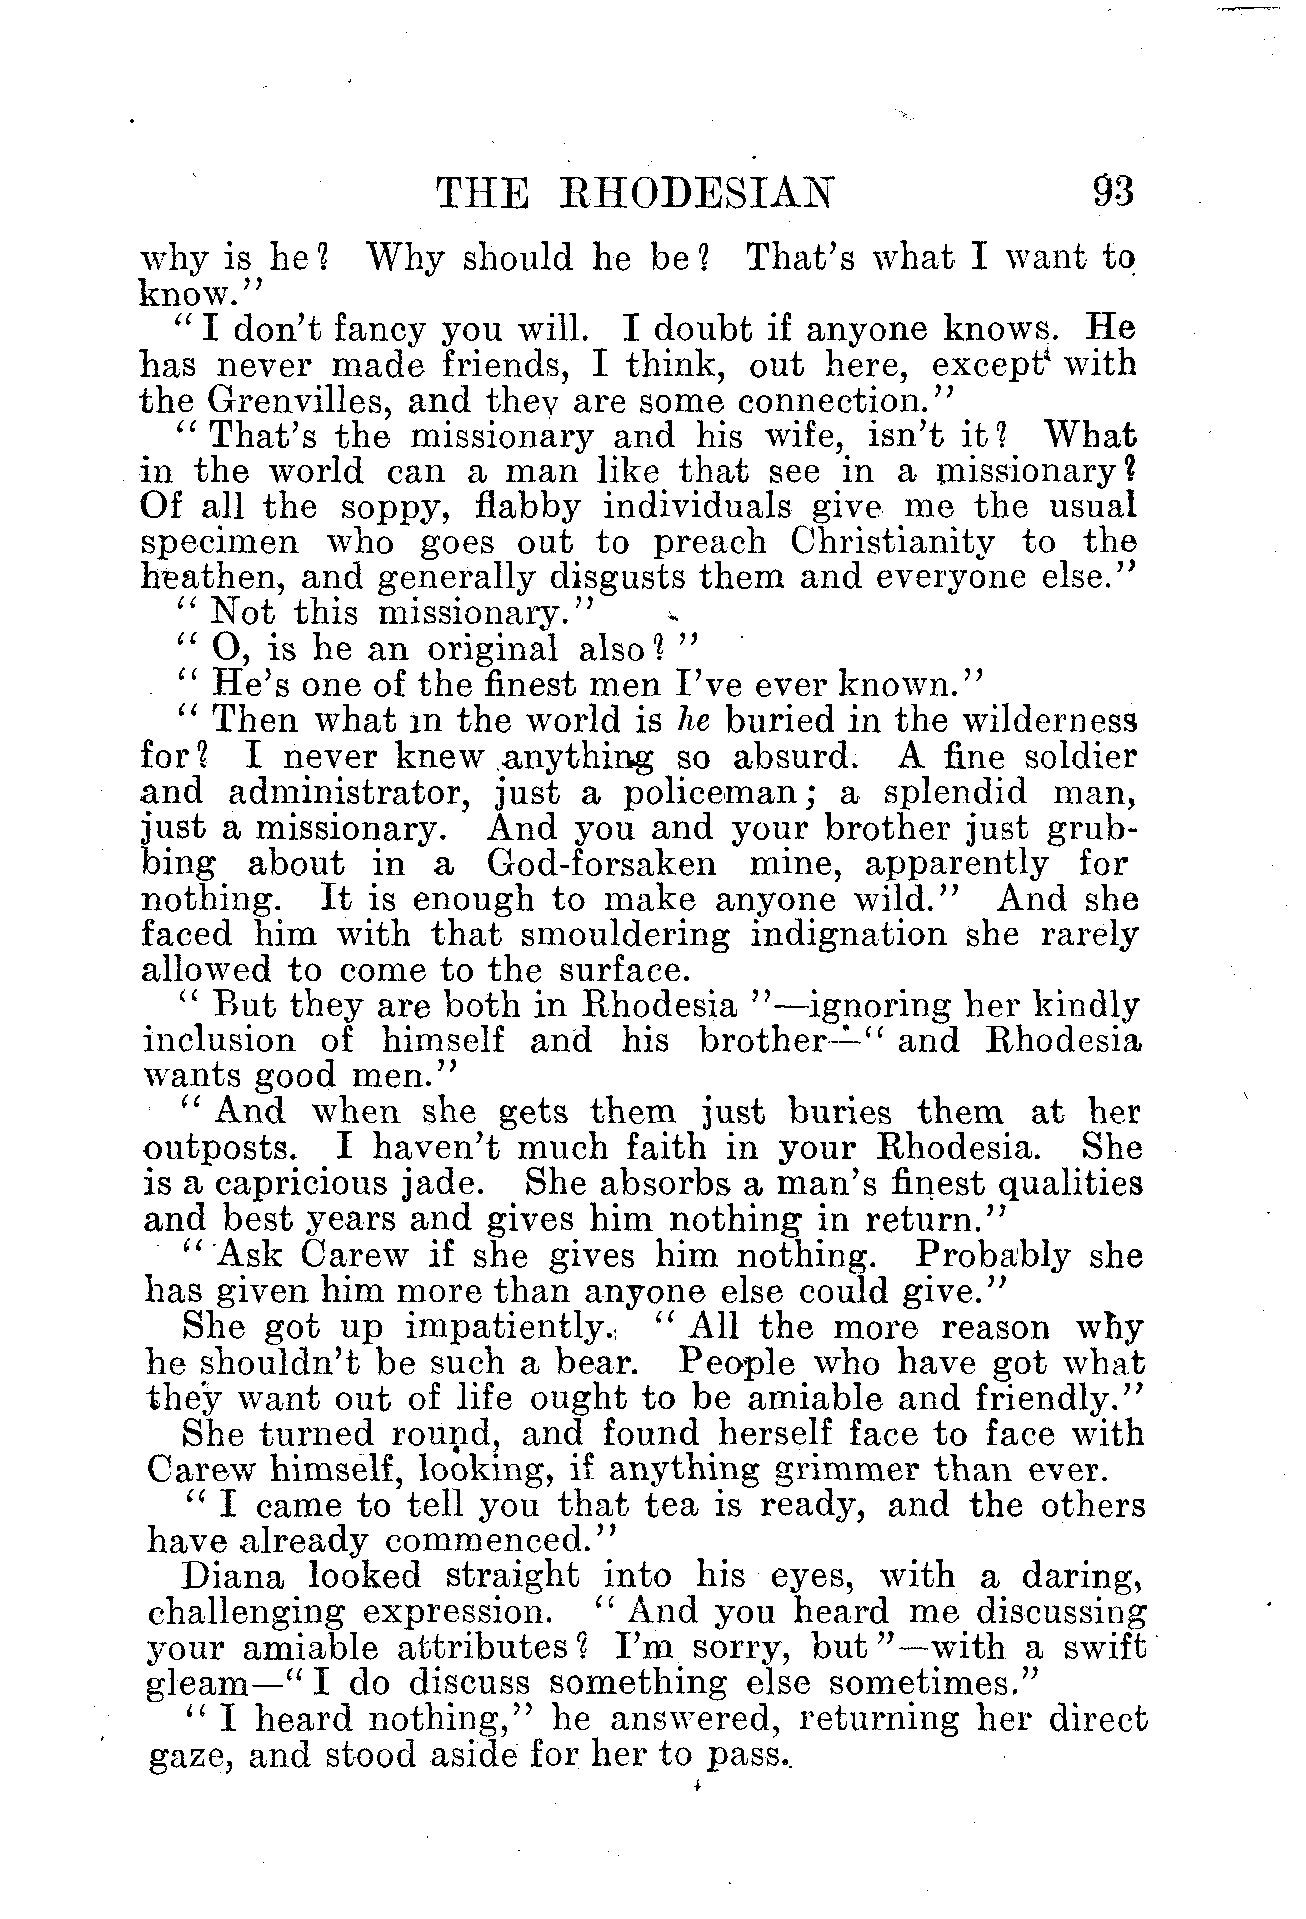 THE RHODESIAN 93
why is he? Why should he be? That's what I want to
know."
"I don't fancy you will. I doubt if anyone knows. He
has never made friends, I think, out here, except with
the Grenvilles, and they are some connection."
"That's the missionary and his wife, isn't it? What
in the world can a man like that see in a missionary?
Of all the soppy, flabby individuals give me the usual
specimen who goes out to preach Christianity to the
heathen, and generally disgusts them and everyone else."
"Not this missionary."
"O, is he an original also?"
"He's one of the finest men I've ever known."
"Then what in the world is he buried in the wilderness
for? I never knew anything so absurd. A fine soldier
and administrator, just a policeman; a splendid man,
just a missionary. And you and your brother just grub-
bing about in a God-forsaken mine, apparently for
nothing. It is enough to make anyone wild." And she
faced him with that smouldering indignation she rarely
allowed to come to the surface.
"But they are both in Rhodesia"—ignoring her kindly
inclusion of himself and his brother—"and Rhodesia
wants good men."
"And when she gets them just buries them at her
outposts. I haven't much faith in your Rhodesia. She
is a capricious jade. She absorbs a man's finest qualities
and best years and gives him nothing in return."
"Ask Carew if she gives him nothing. Probably she
has given him more than anyone else could give."
She got up impatiently. "All the more reason why
he shouldn't be such a bear. People who have got what
they want out of life ought to be amiable and friendly."
She turned round, and found herself face to face with
Carew himself, looking, if anything grimmer than ever.
"I came to tell you that tea is ready, and the others
have already commenced."
Diana looked straight into his eyes, with a daring,
challenging expression. "And you heard me discussing
your amiable attributes? I'm sorry, but"—with a swift
gleam—"I do discuss something else sometimes."
"I heard nothing," he answered, returning her direct
gaze, and stood aside for her to pass.